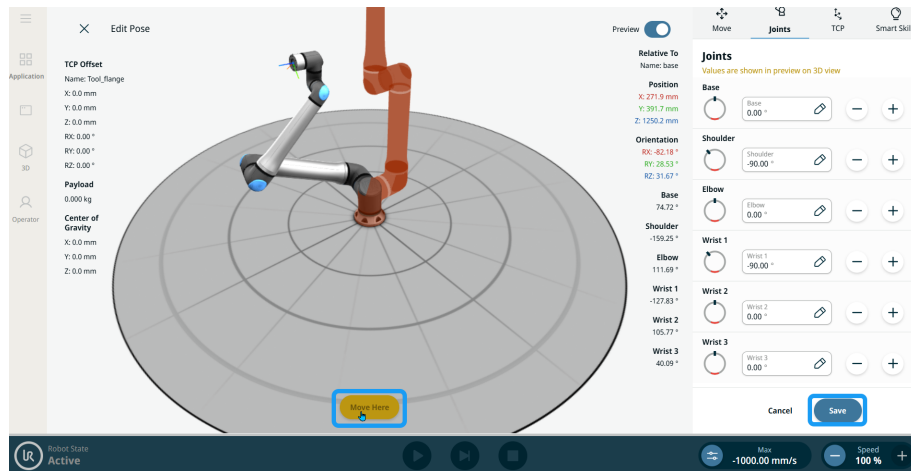 Edit Pose
Preview
Move
Joints
TCP
Smart Skil
Application
3D
Operator
TCP Offset
Name: Tool_flange
X: 0.0 mm
Y: 0.0 mm
Z: 0.0 mm
RX: 0.00 °
RY: 0.00 °
RZ: 0.00 °
Payload
0.000 kg
Center of
Gravity
X: 0.0 mm
Y: 0.0 mm
Z: 0.0 mm
Relative To
Name: base
Position
X: 271.9 mm
Y: 391.7 mm
Z: 1250.2 mm
Orientation
RX: -82.18 °
RY: 28.53 °
RZ: 31.67 °
Base
74.72 °
Shoulder
-159.25 °
Elbow
111.69 °
Wrist 1
-127.83 °
Wrist 2
105.77 °
Wrist 3
40.09 °
Move Here
Joints
Values are shown in preview on 3D view
Base
Base
0.00 °
Shoulder
Shoulder
-90.00 °
Elbow
Elbow
0.00 °
Wrist 1
Wrist 1
-90.00 °
Wrist 2
Wrist 2
0.00 °
Wrist 3
Wrist 3
0.00 °
Cancel
Save
UR
Robot State
Active
Max
-1000.00 mm/s
Speed
100 %